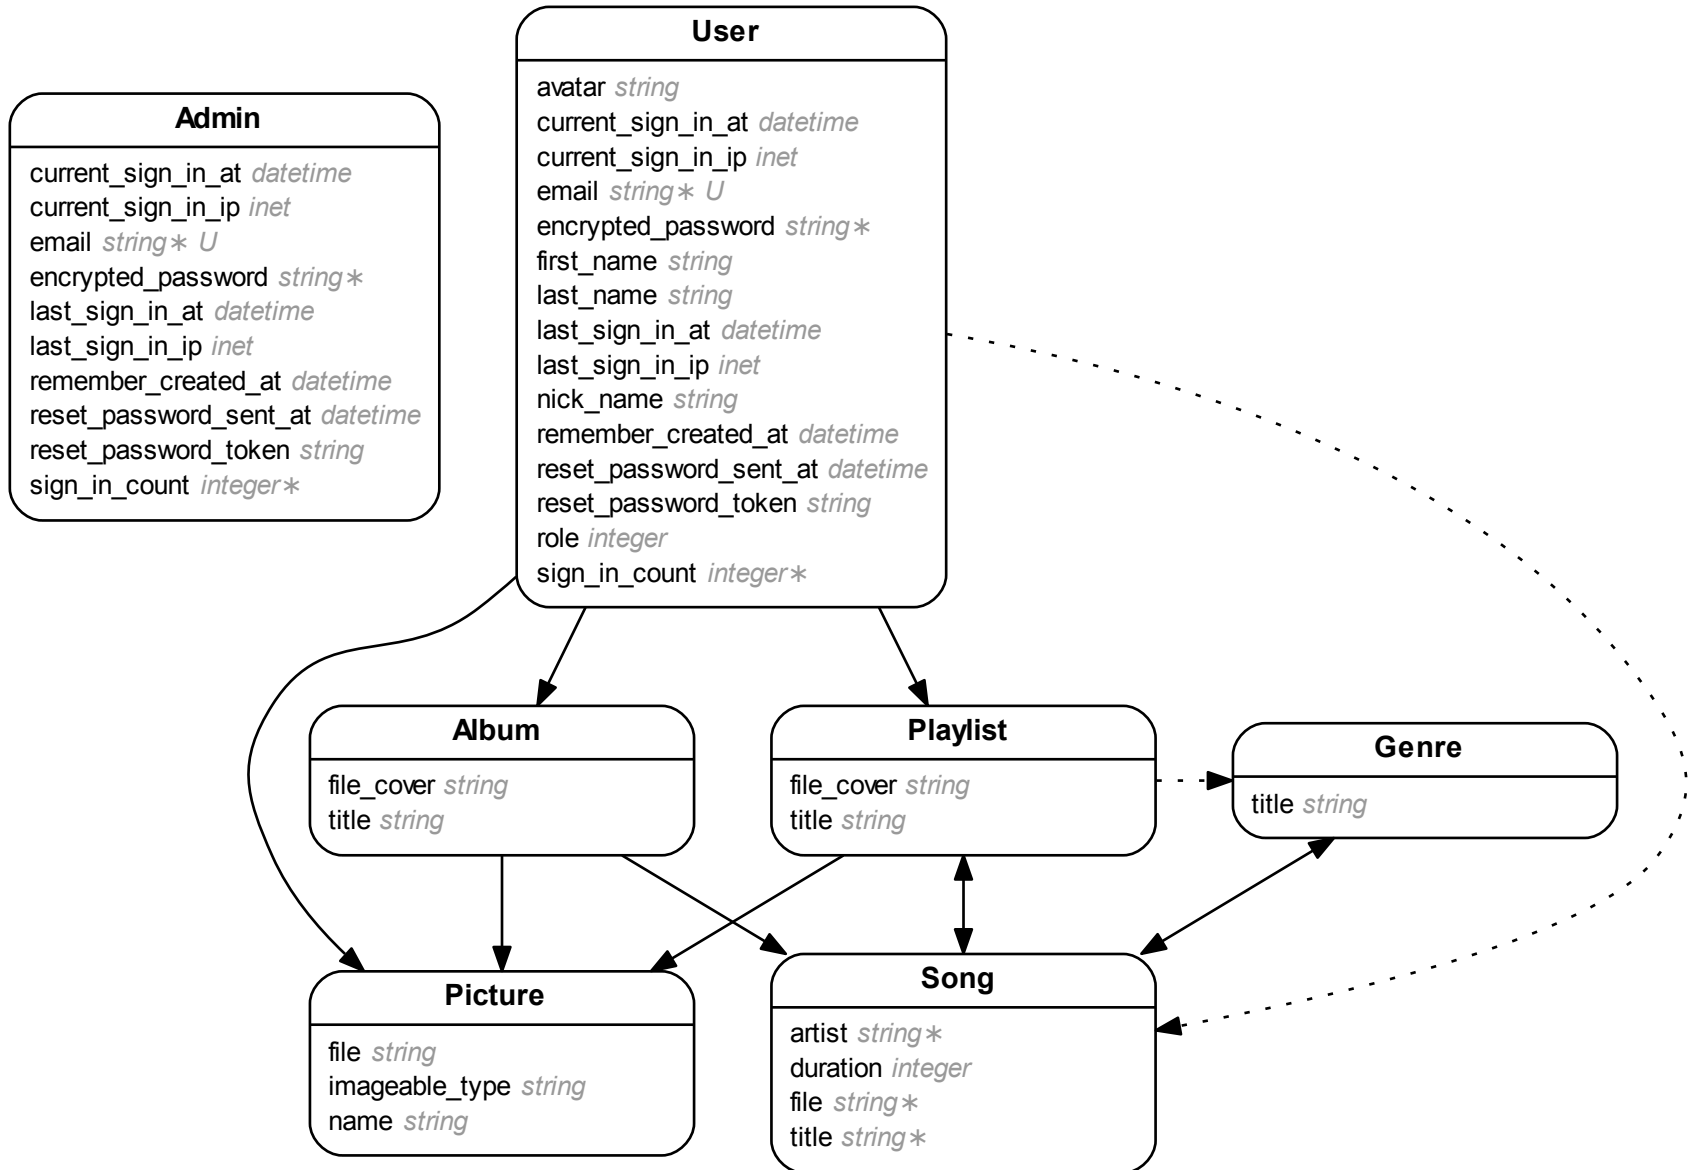 User
avatar string
current_sign_in_at datetime
current_sign_in_ip inet
email string∗ U
encrypted_password string∗
first_name string
last_name string
last_sign_in_at datetime
last_sign_in_ip inet
nick_name string
remember_created_at datetime
reset_password_sent_at datetime
reset_password_token string
role integer
sign_in_count integer∗
Admin
current_sign_in_at datetime
current_sign_in_ip inet
email string∗ U
encrypted_password string∗
last_sign_in_at datetime
last_sign_in_ip inet
remember_created_at datetime
reset_password_sent_at datetime
reset_password_token string
sign_in_count integer∗
Album
file_cover string
title string
Playlist
file_cover string
title string
Genre
title string
Picture
file string
imageable_type string
name string
Song
artist string∗
duration integer
file string∗
title string∗